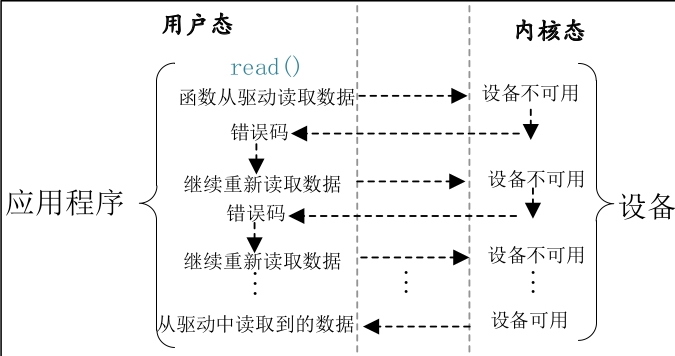 用户态
内核态
read()
函数从驱动读取数据
设备不可用
错误码
继续重新读取数据
设备不可用
应用程序
设备
错误码
继续重新读取数据
设备不可用
从驱动中读取到的数据
设备可用